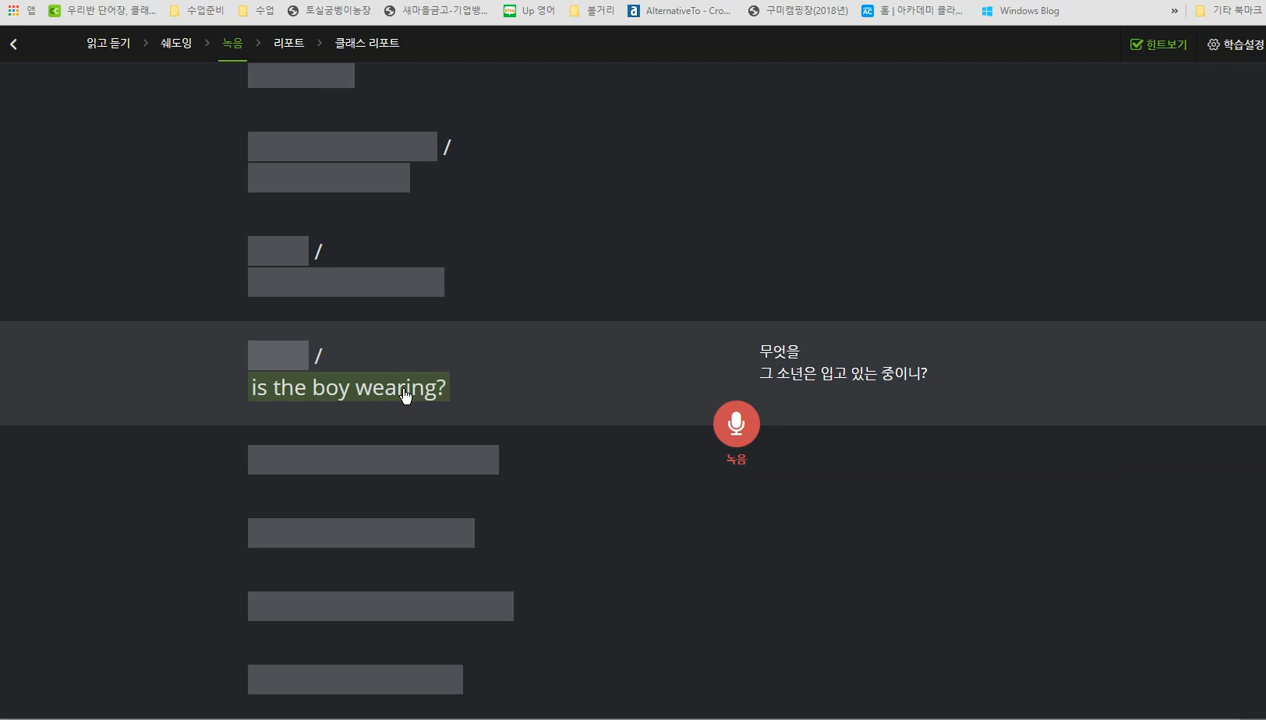 앱 우리반 단어장, 클래... 수업준비 수업 토실굼벵이농장 새마을금고-기업뱅... Up 영어 볼거리 AlternativeTo - Cro... 구미캠핑장(2018년) 홈 | 아카데미 클라... Windows Blog » 기타 북마크
읽고 듣기 > 쉐도잉 > 녹음 > 리포트 > 클래스 리포트 힌트보기 학습설정
/
/
/
무엇을
그 소년은 입고 있는 중이니?
is the boy wearing?
녹음